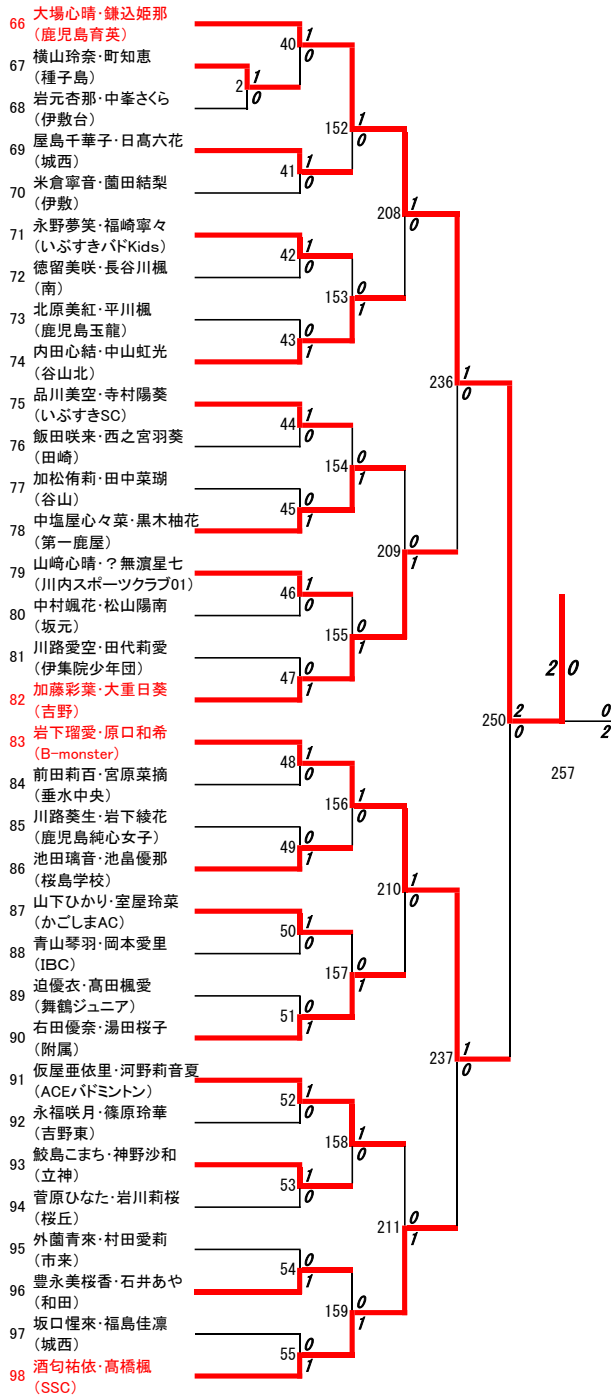 66 大場心晴・鎌込姫那
(鹿児島育英)
67 横山玲奈・町知恵
(種子島)
68 岩元杏那・中峯さくら
(伊敷台)
69 屋島千華子・日髙六花
(城西)
70 米倉寧音・薗田結梨
(伊敷)
71 永野夢笑・福崎寧々
(いぶすきバドKids)
72 徳留美咲・長谷川楓
(南)
73 北原美紅・平川楓
(鹿児島玉龍)
74 内田心結・中山虹光
(谷山北)
75 品川美空・寺村陽葵
(いぶすきSC)
76 飯田咲来・西之宮羽葵
(田崎)
77 加松侑莉・田中菜瑚
(谷山)
78 中塩屋心々菜・黒木柚花
(第一鹿屋)
79 山﨑心晴・？無濵星七
(川内スポーツクラブ01)
80 中村颯花・松山陽南
(坂元)
81 川路愛空・田代莉愛
(伊集院少年団)
82 加藤彩葉・大重日葵
(吉野)
83 岩下瑠愛・原口和希
(B-monster)
84 前田莉百・宮原菜摘
(垂水中央)
85 川路葵生・岩下綾花
(鹿児島純心女子)
86 池田璃音・池畠優那
(桜島学校)
87 山下ひかり・室屋玲菜
(かごしまAC)
88 青山琴羽・岡本愛里
(IBC)
89 迫優衣・髙田楓愛
(舞鶴ジュニア)
90 右田優奈・湯田桜子
(附属)
91 仮屋亜依里・河野莉音夏
(ACEバドミントン)
92 永福咲月・篠原玲華
(吉野東)
93 鮫島こまち・神野沙和
(立神)
94 菅原ひなた・岩川莉桜
(桜丘)
95 外薗青來・村田愛莉
(市来)
96 豊永美桜香・石井あや
(和田)
97 坂口惺來・福島佳凛
(城西)
98 酒匂祐依・髙橋楓
(SSC)
2 1 0
40 1 0
41 1 0
42 1 0
43 0 1
44 1 0
45 0 1
46 1 0
47 0 1
48 1 0
49 0 1
50 1 0
51 0 1
52 1 0
53 1 0
54 0 1
55 0 1
152 1 0
153 0 1
154 0 1
155 0 1
156 1 0
157 0 1
158 1 0
159 0 1
208 1 0
209 0 1
210 1 0
211 0 1
236 1 0
237 1 0
250 2 0
2 0
0 2
257